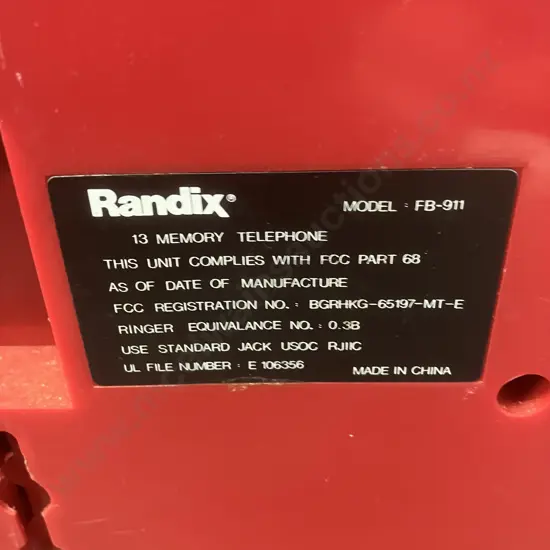 Randix®
MODEL : FB-911
13 MEMORY TELEPHONE
THIS UNIT COMPLIES WITH FCC PART 68
AS OF DATE OF MANUFACTURE
FCC REGISTRATION NO. : BGRHKG-65197-MT-E
RINGER EQUIVALANCE NO. : 0.3B
USE STANDARD JACK USOC RJ11C
UL FILE NUMBER : E 106356
MADE IN CHINA